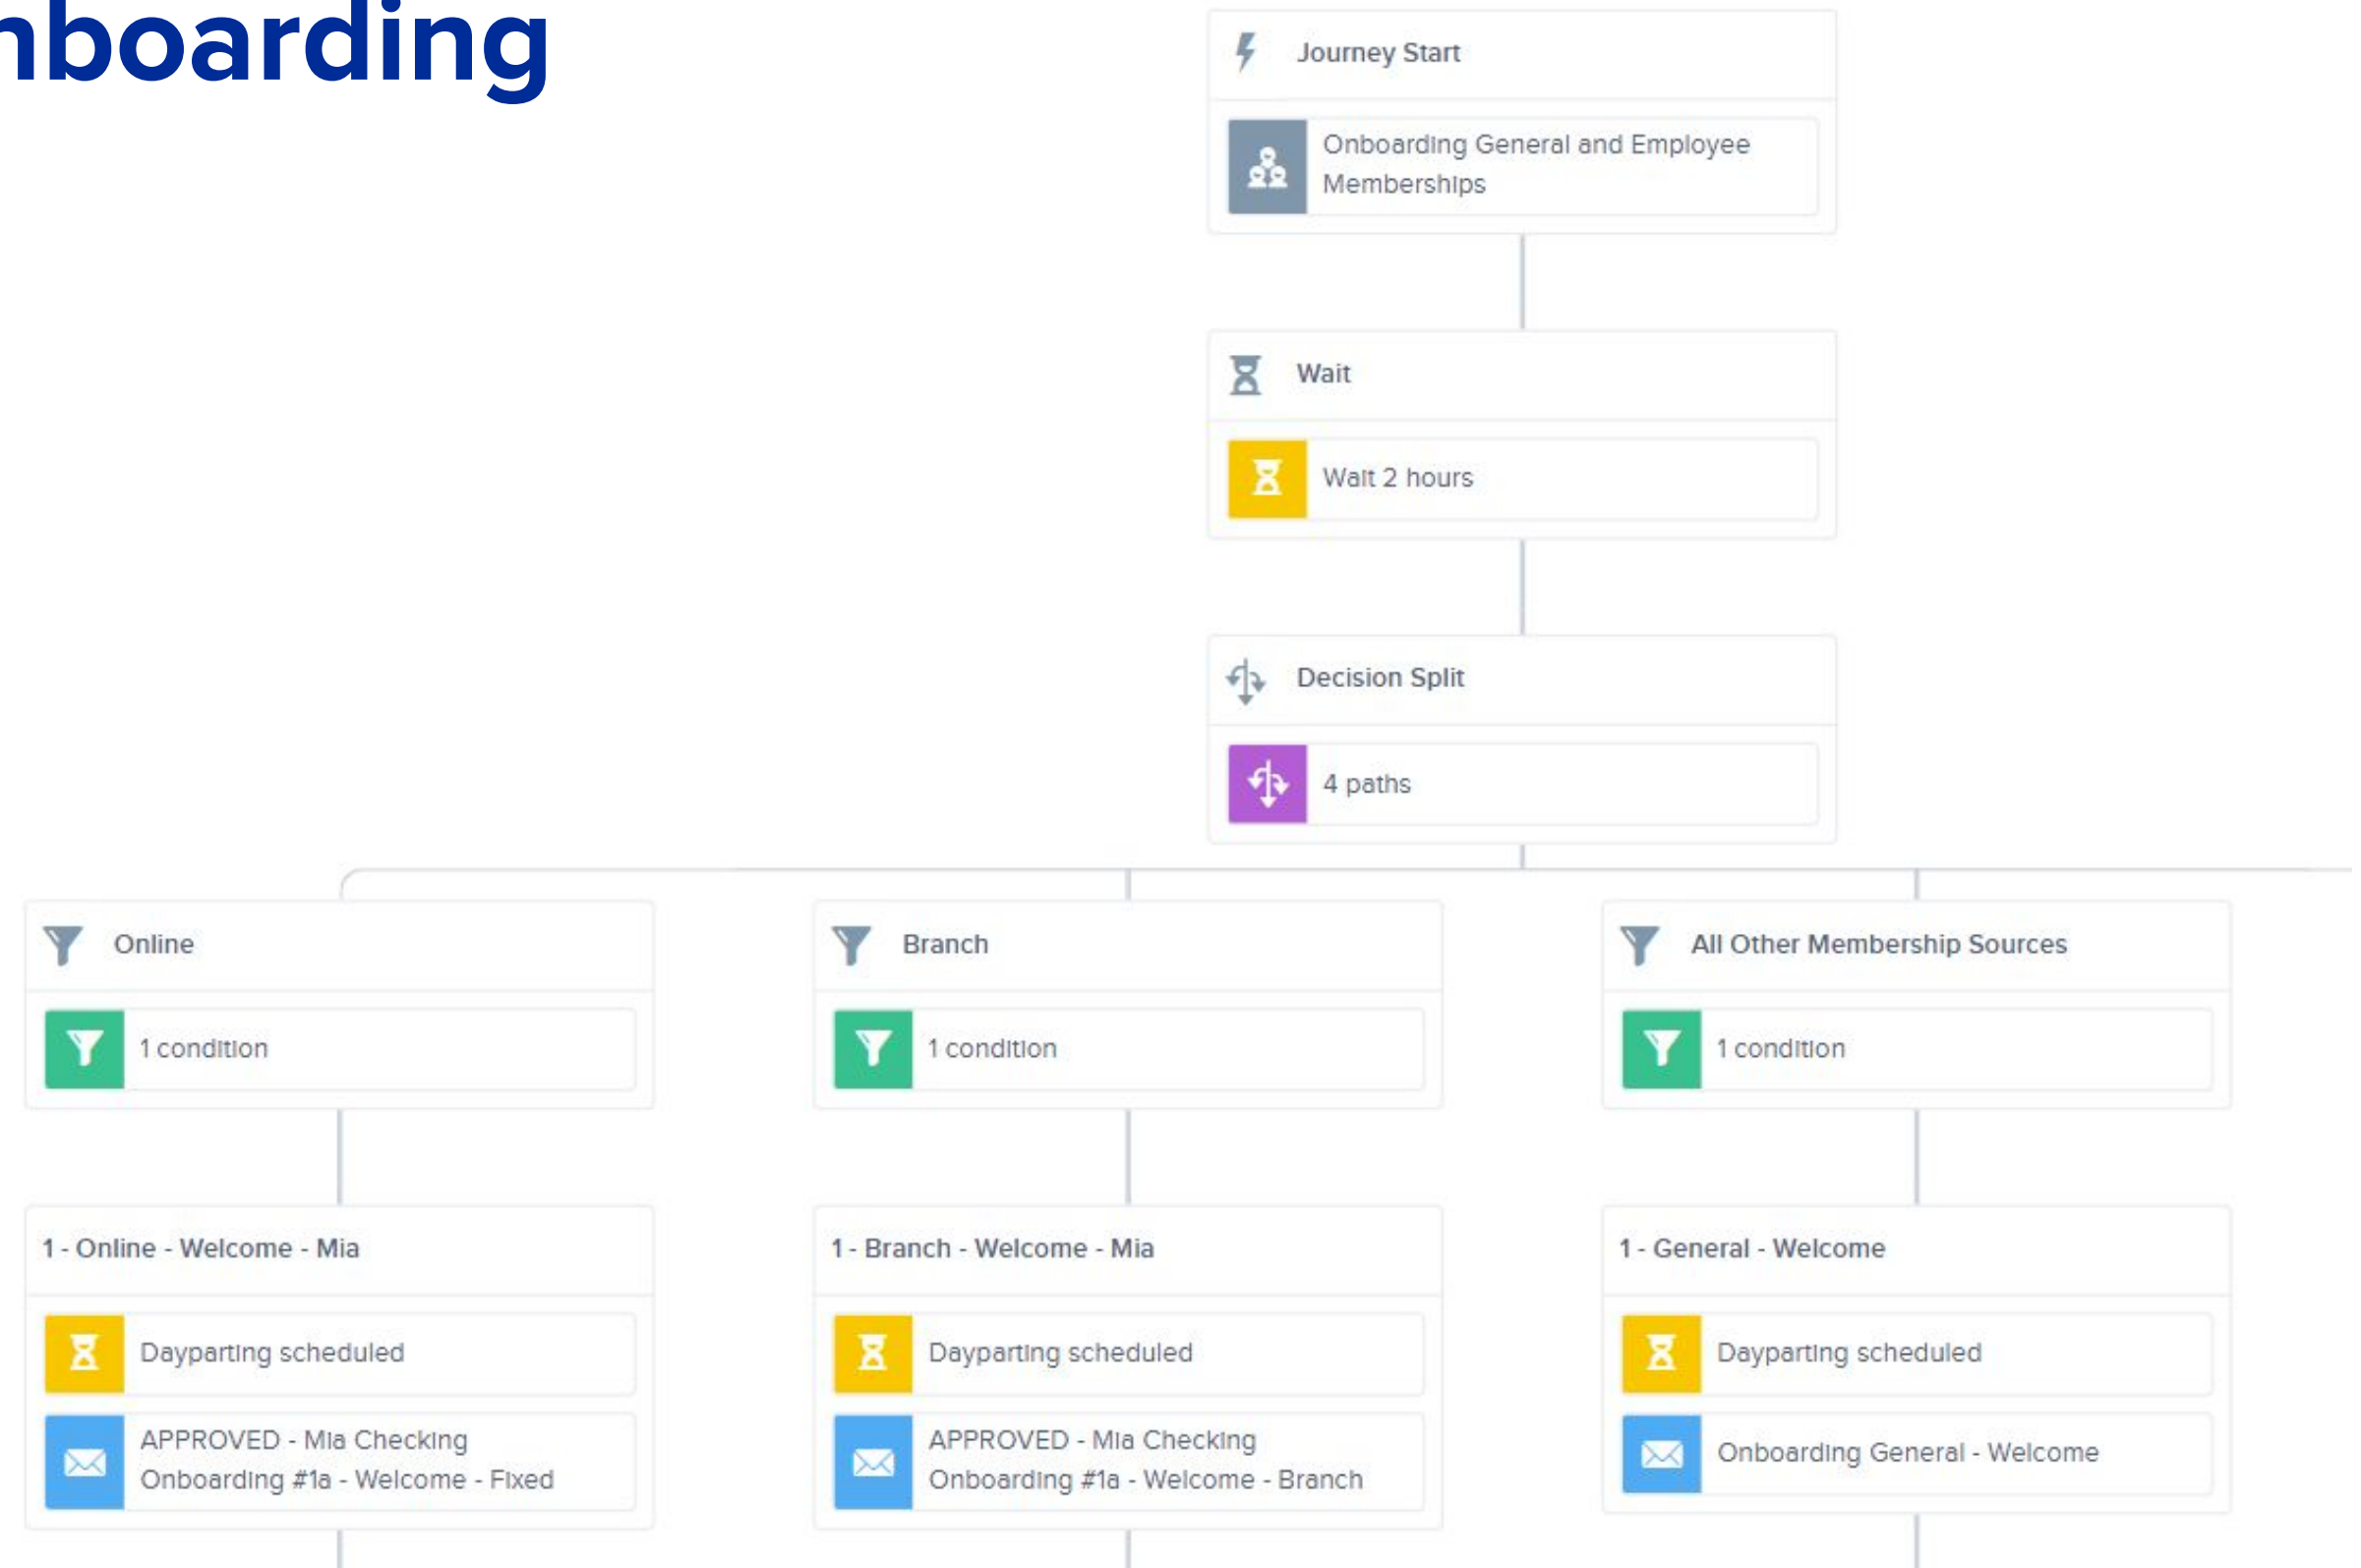 nboarding
Journey Start
Onboarding General and Employee
Memberships
Wait
Wait 2 hours
Decision Split
4 paths
Online
1 condition
Branch
1 condition
All Other Membership Sources
1 condition
1 - Online - Welcome - Mia
Dayparting scheduled
APPROVED - Mia Checking
Onboarding #1a - Welcome - Fixed
1 - Branch - Welcome - Mia
Dayparting scheduled
APPROVED - Mia Checking
Onboarding #1a - Welcome - Branch
1 - General - Welcome
Dayparting scheduled
Onboarding General - Welcome